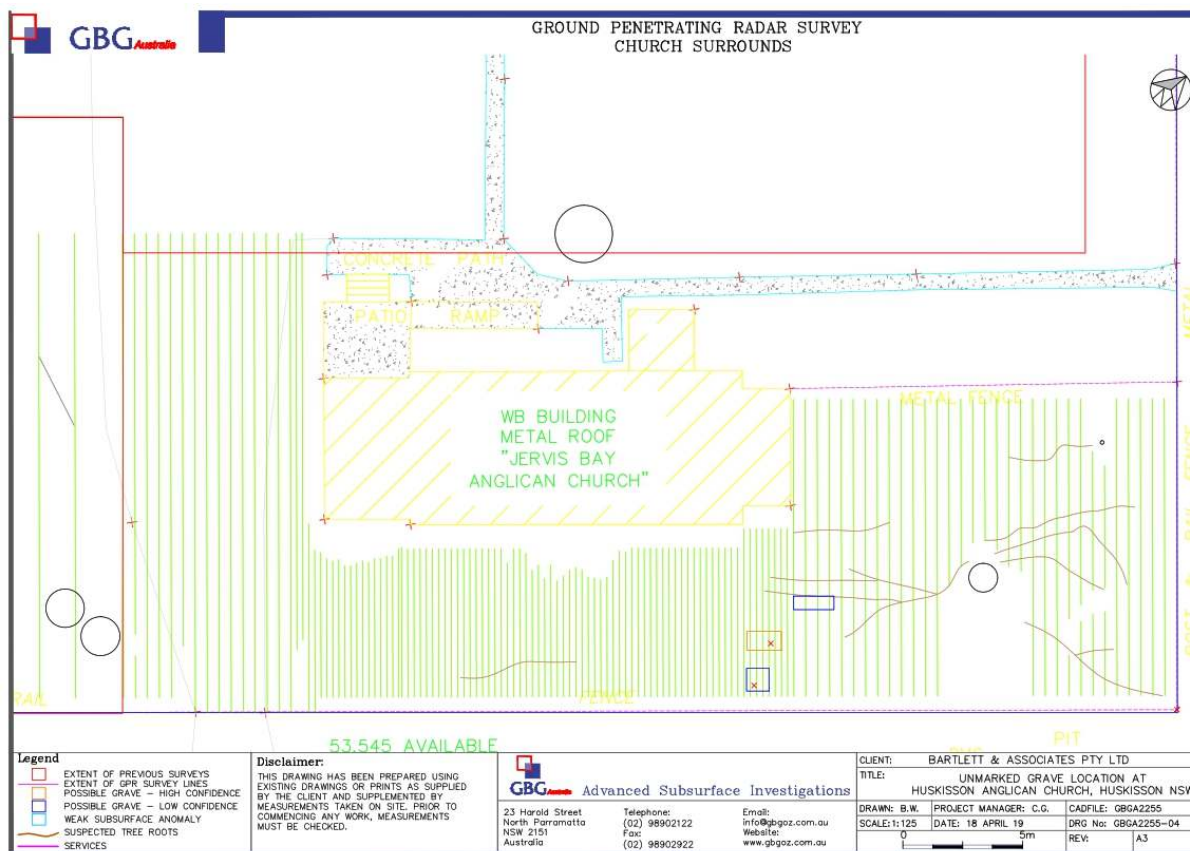 GBG Australia
GROUND PENETRATING RADAR SURVEY
CHURCH SURROUNDS
CONCRETE PATH
PATIO RAMP
METAL
METAL FENCE
WB BUILDING
METAL ROOF
"JERVIS BAY
ANGLICAN CHURCH"
RAIL
FENCE
53.545 AVAILABLE
PIT
Legend
EXTENT OF PREVIOUS SURVEYS
EXTENT OF GPR SURVEY LINES
POSSIBLE GRAVE - HIGH CONFIDENCE
POSSIBLE GRAVE - LOW CONFIDENCE
WEAK SUBSURFACE ANOMALY
SUSPECTED TREE ROOTS
SERVICES
Disclaimer:
THIS DRAWING HAS BEEN PREPARED USING
EXISTING DRAWINGS OR PRINTS AS SUPPLIED
BY THE CLIENT AND SUPPLEMENTED BY
MEASUREMENTS TAKEN ON SITE. PRIOR TO
COMMENCING ANY WORK, MEASUREMENTS
MUST BE CHECKED.
GBG Australia Advanced Subsurface Investigations
23 Harold Street
North Parramatta
NSW 2151
Australia
Telephone:
(02) 98902122
Fax:
(02) 98902922
Email:
info@gbgoz.com.au
Website:
www.gbgoz.com.au
CLIENT: BARTLETT & ASSOCIATES PTY LTD
TITLE: UNMARKED GRAVE LOCATION AT
HUSKISSON ANGLICAN CHURCH, HUSKISSON NSW
DRAWN: B.W. PROJECT MANAGER: C.G. CADFILE: GBGA2255
SCALE: 1:125 DATE: 18 APRIL 19 DRG No: GBGA2255-04
0 5m REV: A3